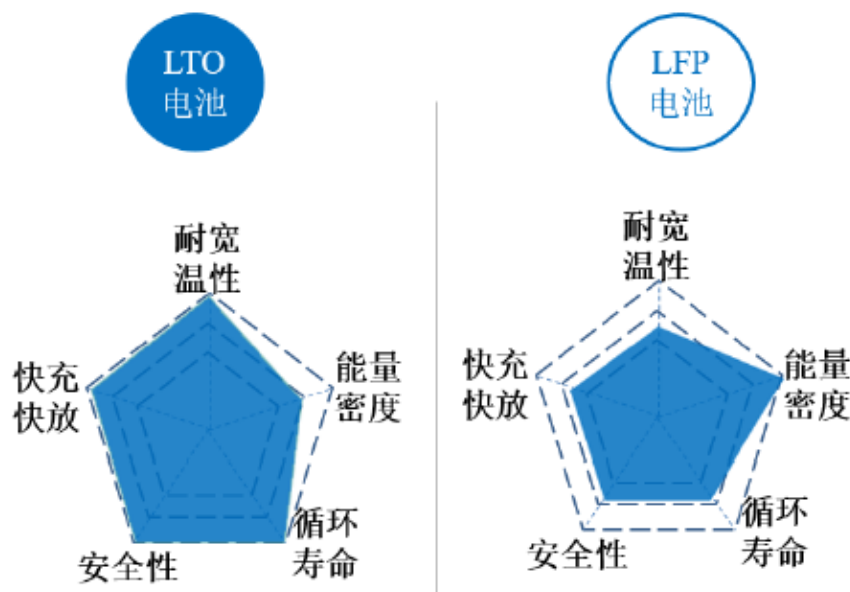 LTO
电池
LFP
电池
耐宽
温性
快充
快放
能量
密度
安全性
循环
寿命
耐宽
温性
快充
快放
能量
密度
安全性
循环
寿命